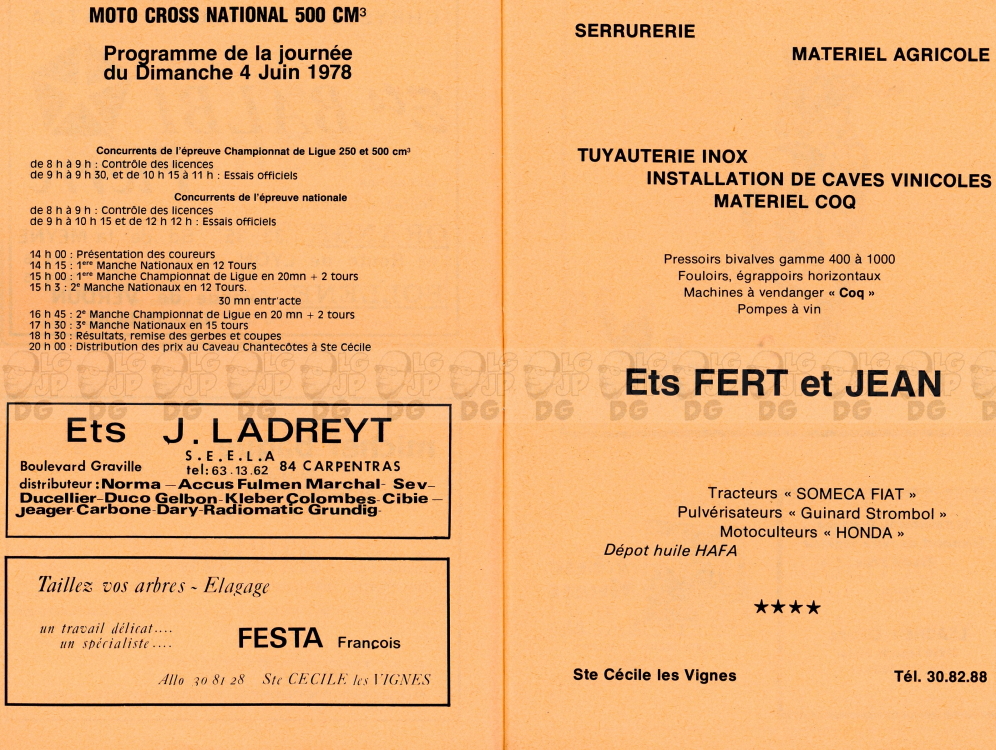 MOTO CROSS NATIONAL 500 CM³
Programme de la journée
du Dimanche 4 Juin 1978
Concurrents de l'épreuve Championnat de Ligue 250 et 500 cm³
de 8 h à 9 h : Contrôle des licences
de 9 h à 9 h 30, et de 10 h 15 à 11 h : Essais officiels
Concurrents de l'épreuve nationale
de 8 h à 9 h : Contrôle des licences
de 9 h à 10 h 15 et de 12 h 12 h : Essais officiels
14 h 00 : Présentation des coureurs
14 h 15 : 1ere Manche Nationaux en 12 Tours
15 h 00 : 1ere Manche Championnat de Ligue en 20mn + 2 tours
15 h 3 : 2e Manche Nationaux en 12 Tours.
30 mn entr'acte
16 h 45 : 2e Manche Championnat de Ligue en 20 mn + 2 tours
17 h 30 : 3e Manche Nationaux en 15 tours
18 h 30 : Résultats, remise des gerbes et coupes
20 h 00 : Distribution des prix au Caveau Chantecôtes à Ste Cécile
Ets J. LADREYT
S.E.E.L.A
Boulevard Graville tel: 63.13.62 84 CARPENTRAS
distributeur : Norma – Accus Fulmen Marchal- Sev-
Ducellier-Duco Gelbon-Kleber Colombes-Cibie –
jeager-Carbone-Dary-Radiomatic Grundig-
Taillez vos arbres - Elagage
un travail délicat....
un spécialiste....
FESTA François
Allo 30 81 28 Ste CECILE les VIGNES
SERRURERIE
MATERIEL AGRICOLE
TUYAUTERIE INOX
INSTALLATION DE CAVES VINICOLES
MATERIEL COQ
Pressoirs bivalves gamme 400 à 1000
Fouloirs, égrappoirs horizontaux
Machines à vendanger « Coq »
Pompes à vin
Ets FERT et JEAN
Tracteurs « SOMECA FIAT »
Pulvérisateurs « Guinard Strombol »
Motoculteurs « HONDA »
Dépot huile HAFA
★★★★
Ste Cécile les Vignes Tél. 30.82.88